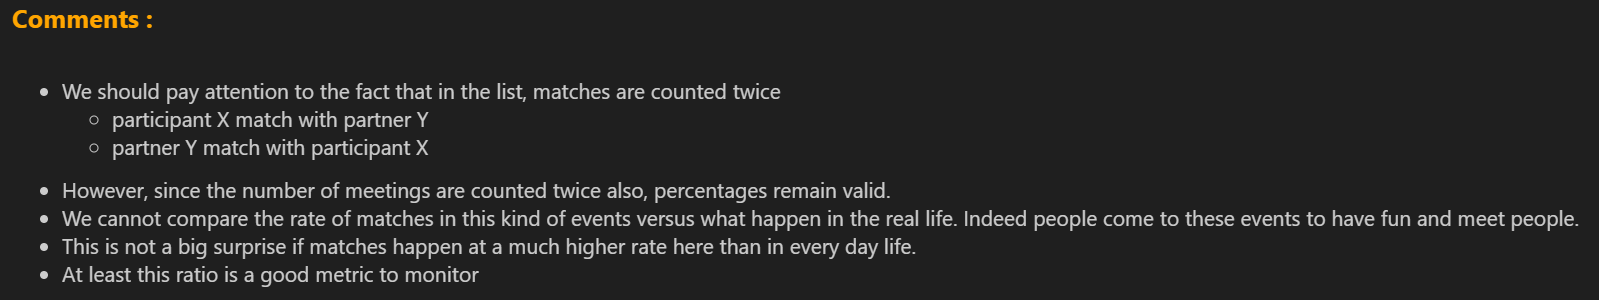 Comments :
We should pay attention to the fact that in the list, matches are counted twice
participant X match with partner Y
partner Y match with participant X
However, since the number of meetings are counted twice also, percentages remain valid.
We cannot compare the rate of matches in this kind of events versus what happen in the real life. Indeed people come to these events to have fun and meet people.
This is not a big surprise if matches happen at a much higher rate here than in every day life.
At least this ratio is a good metric to monitor